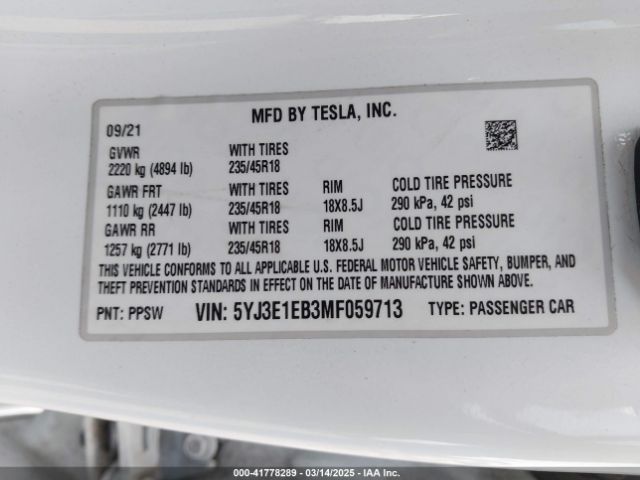 MFD BY TESLA, INC.
09/21
GVWR WITH TIRES
2220 kg (4894 lb) 235/45R18
GAWR FRT WITH TIRES RIM COLD TIRE PRESSURE
1110 kg (2447 lb) 235/45R18 18X8.5J 290 kPa, 42 psi
GAWR RR WITH TIRES RIM COLD TIRE PRESSURE
1257 kg (2771 lb) 235/45R18 18X8.5J 290 kPa, 42 psi
THIS VEHICLE CONFORMS TO ALL APPLICABLE U.S. FEDERAL MOTOR VEHICLE SAFETY, BUMPER, AND
THEFT PREVENTION STANDARDS IN EFFECT ON THE DATE OF MANUFACTURE SHOWN ABOVE.
PNT: PPSW VIN: 5YJ3E1EB3MF059713 TYPE: PASSENGER CAR
000-41778289 - 03/14/2025 - IAA Inc.